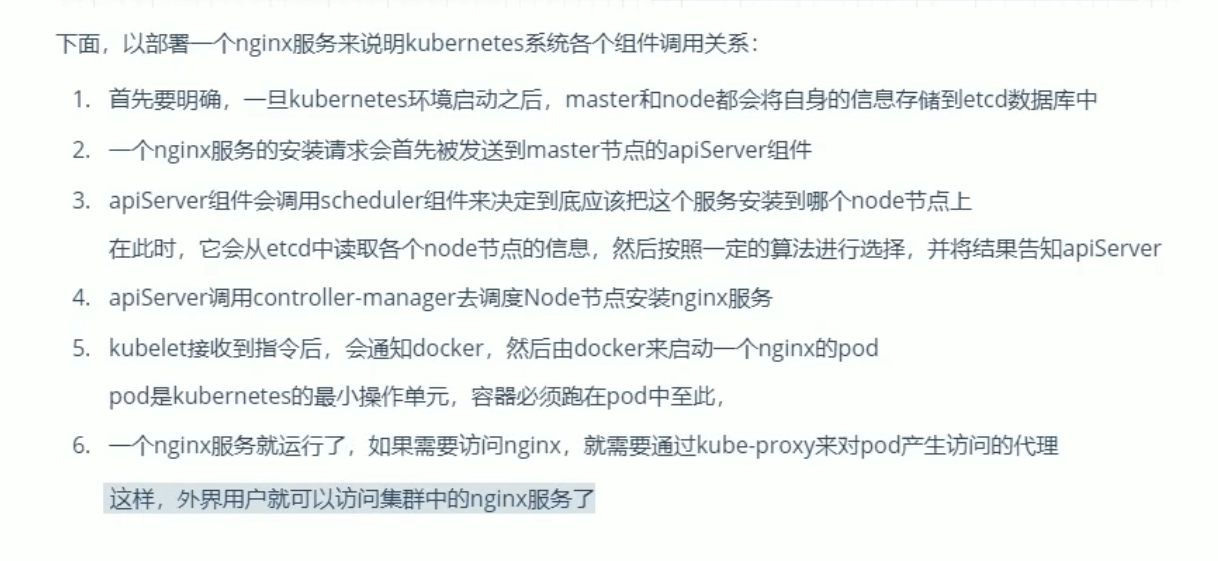 下面，以部署一个nginx服务来说明kubernetes系统各个组件调用关系：
1. 首先要明确，一旦kubernetes环境启动之后，master和node都会将自身的信息存储到etcd数据库中
2. 一个nginx服务的安装请求会首先被发送到master节点的apiServer组件
3. apiServer组件会调用scheduler组件来决定到底应该把这个服务安装到哪个node节点上
在此时，它会从etcd中读取各个node节点的信息，然后按照一定的算法进行选择，并将结果告知apiServer
4. apiServer调用controller-manager去调度Node节点安装nginx服务
5. kubelet接收到指令后，会通知docker，然后由docker来启动一个nginx的pod
pod是kubernetes的最小操作单元，容器必须跑在pod中至此，
6. 一个nginx服务就运行了，如果需要访问nginx，就需要通过kube-proxy来对pod产生访问的代理
这样，外界用户就可以访问集群中的nginx服务了